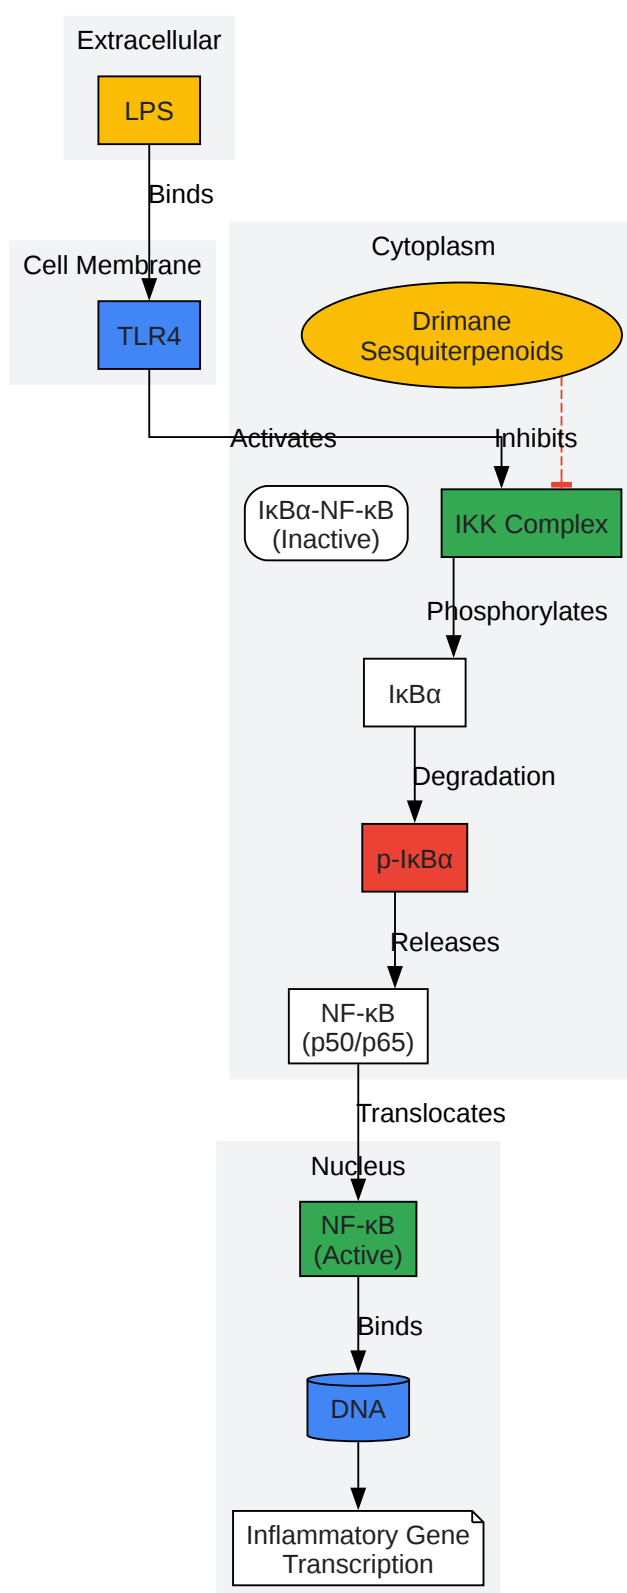 Extracellular
LPS
Binds
Cell Membrane
TLR4
Cytoplasm
Drimane
Sesquiterpenoids
Activates
Inhibits
IκBα-NF-κB
(Inactive)
IKK Complex
Phosphorylates
IκBα
Degradation
p-IκBα
Releases
NF-κB
(p50/p65)
Translocates
Nucleus
NF-κB
(Active)
Binds
DNA
Inflammatory Gene
Transcription